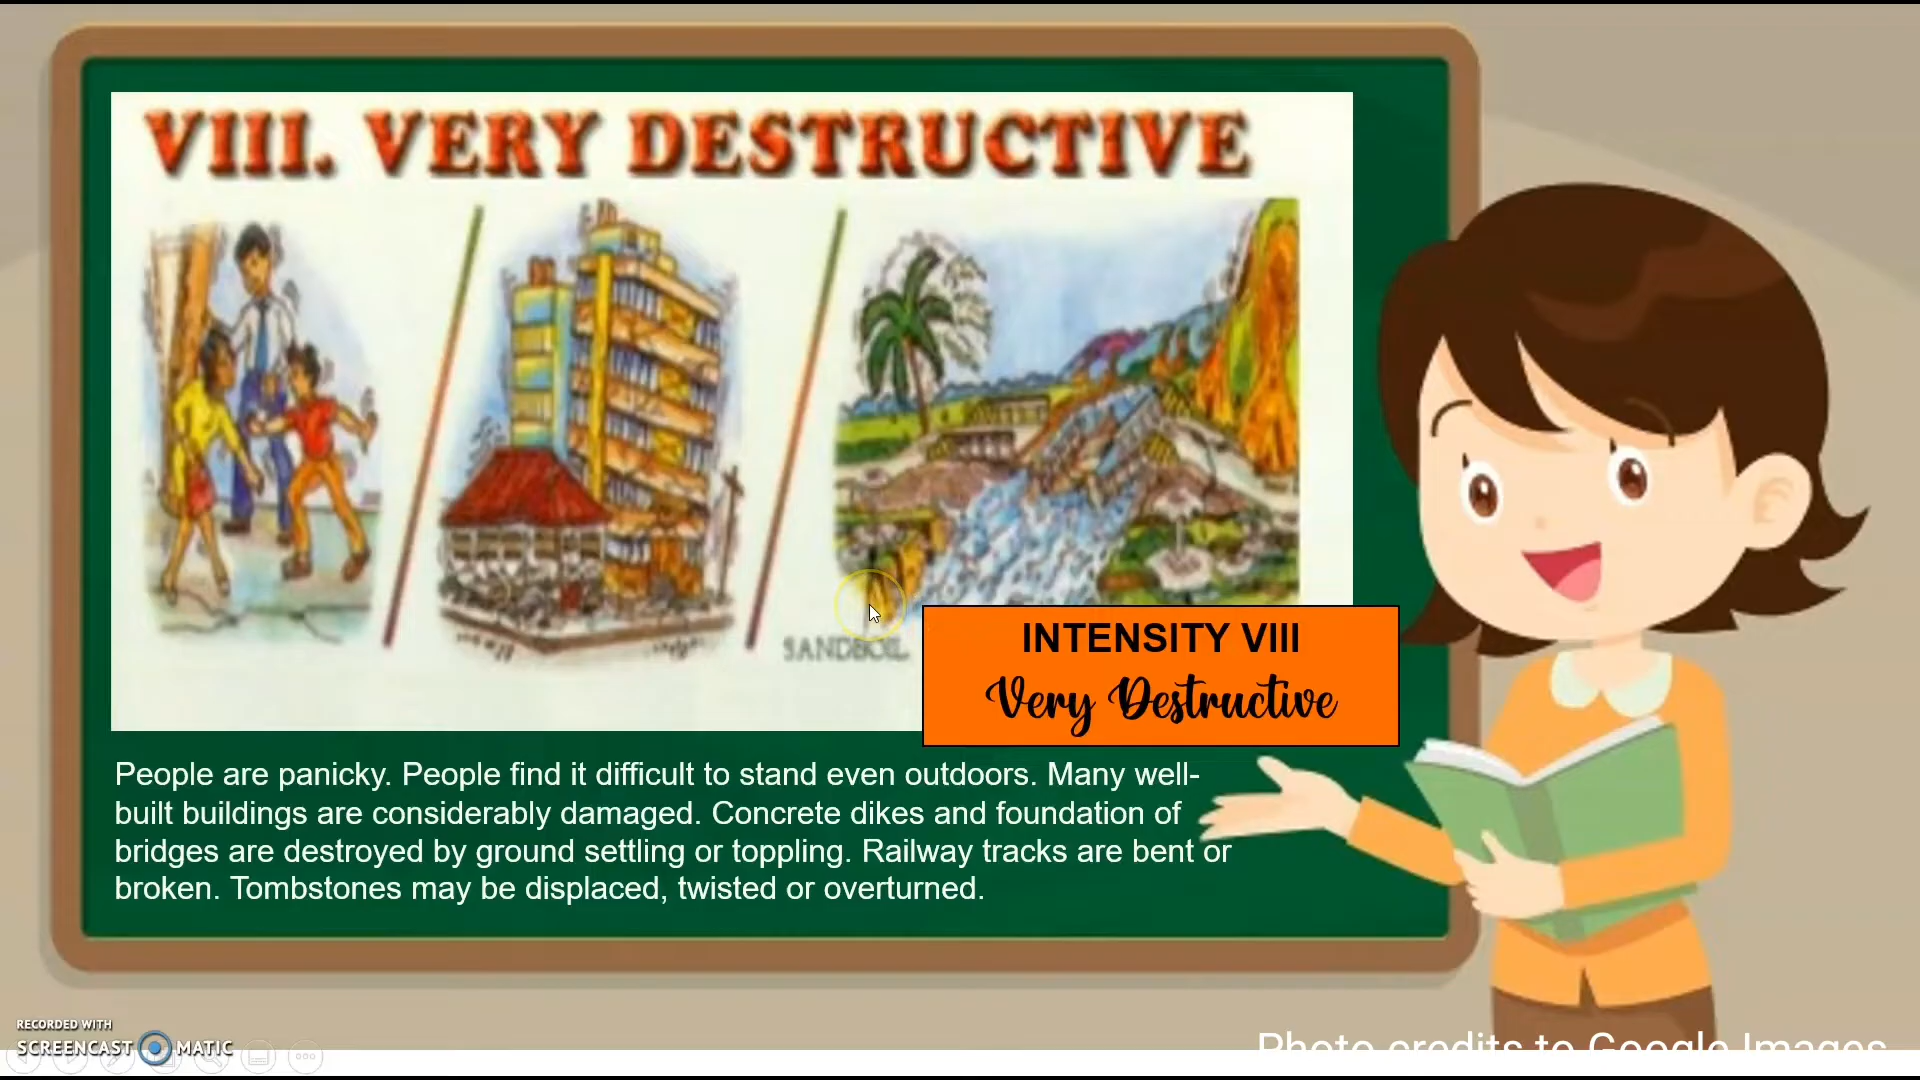 VIII. VERY DESTRUCTIVE
SANDBOIL
INTENSITY VIII
Very Destructive
People are panicky. People find it difficult to stand even outdoors. Many well-
built buildings are considerably damaged. Concrete dikes and foundation of
bridges are destroyed by ground settling or toppling. Railway tracks are bent or
broken. Tombstones may be displaced, twisted or overturned.
RECORDED WITH
SCREENCAST MATIC
Photo credits to Google Images